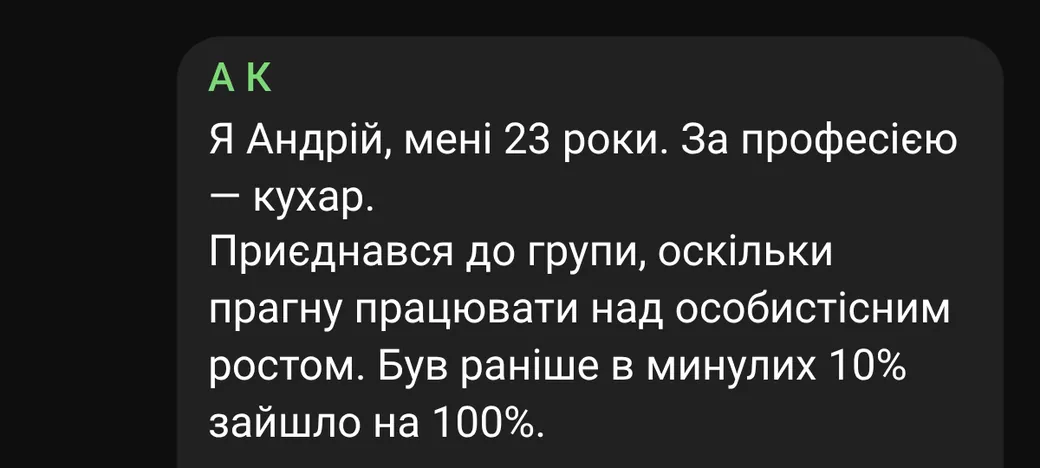 А К
Я Андрій, мені 23 роки. За професією
— кухар.
Приєднався до групи, оскільки
прагну працювати над особистісним
ростом. Був раніше в минулих 10%
зайшло на 100%.